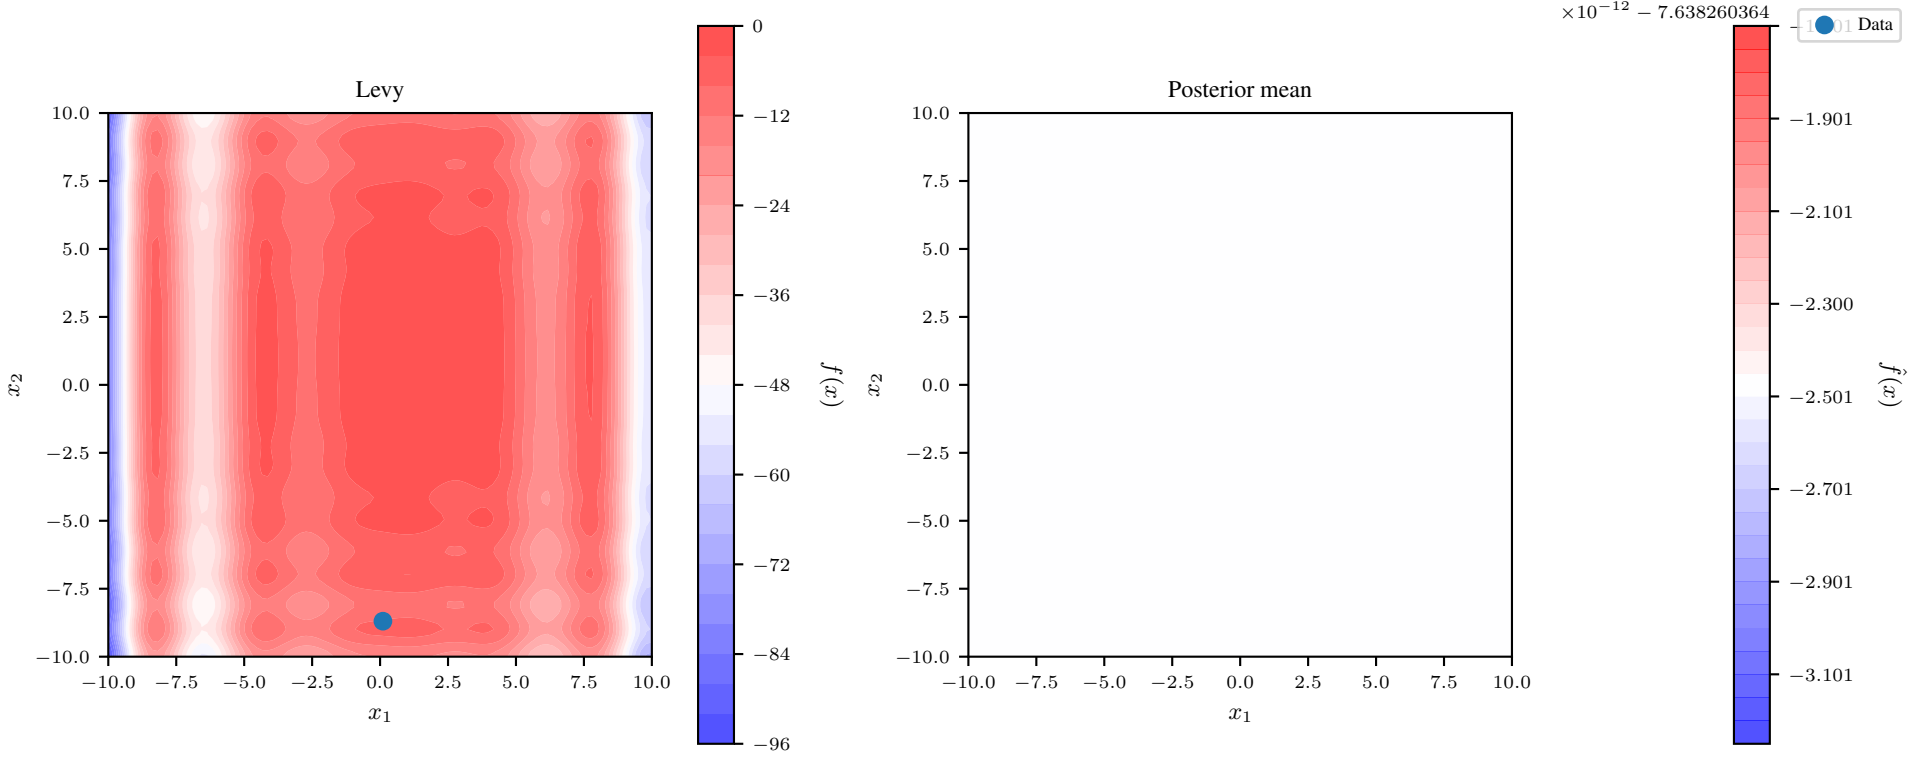 Levy
10.0
7.5
5.0
2.5
0.0
−2.5
−5.0
−7.5
−10.0
x₂
−10.0 −7.5 −5.0 −2.5 0.0 2.5 5.0 7.5 10.0
x₁
0
−12
−24
−36
−48
−60
−72
−84
−96
f(x)
Posterior mean
10.0
7.5
5.0
2.5
0.0
−2.5
−5.0
−7.5
−10.0
x₂
−10.0 −7.5 −5.0 −2.5 0.0 2.5 5.0 7.5 10.0
x₁
×10⁻¹² − 7.638260364
Data
−1.901
−2.101
−2.300
−2.501
−2.701
−2.901
−3.101
f̂(x)